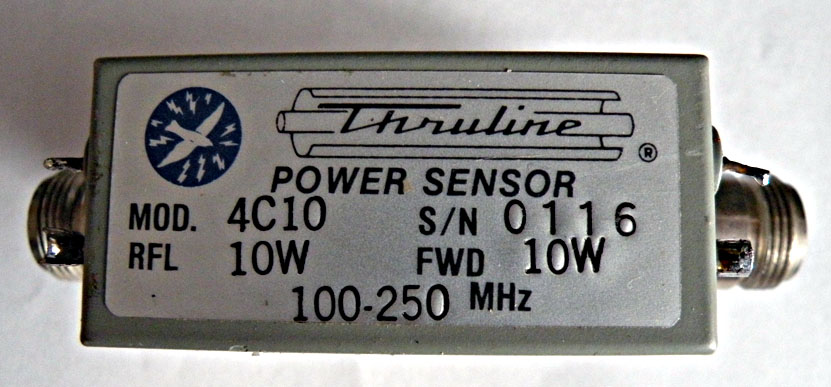 Thruline ®
POWER SENSOR
MOD. 4C10 S/N 0116
RFL 10W FWD 10W
100-250 MHz